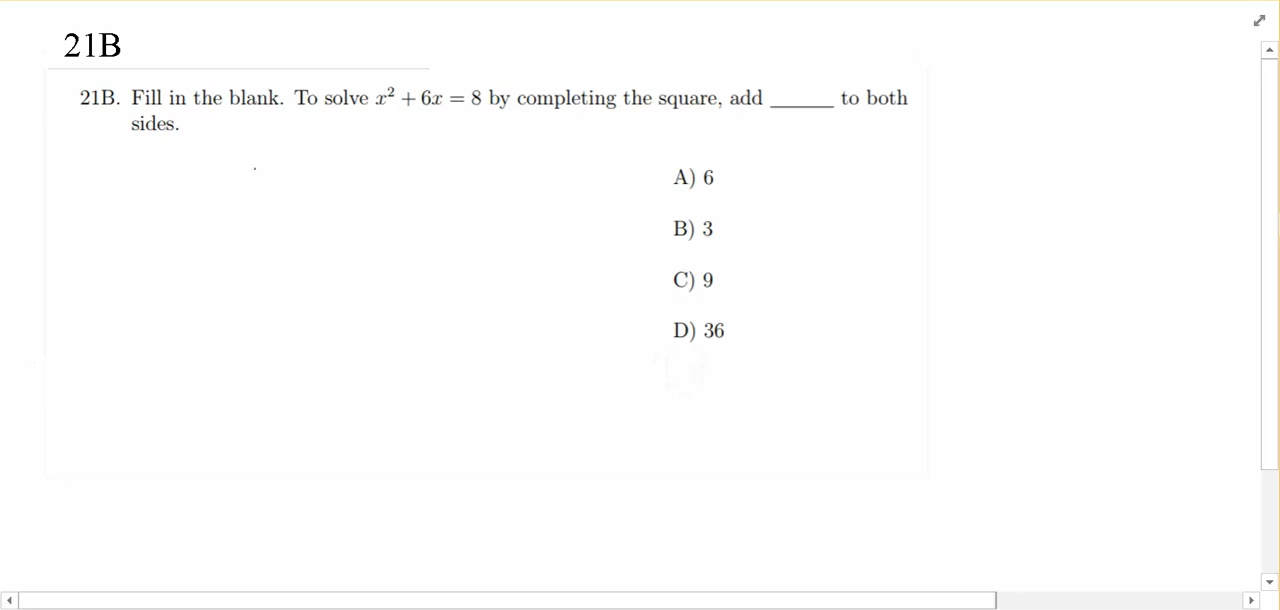 21B
21B. Fill in the blank. To solve x² + 6x = 8 by completing the square, add ______ to both
sides.
A) 6
B) 3
C) 9
D) 36